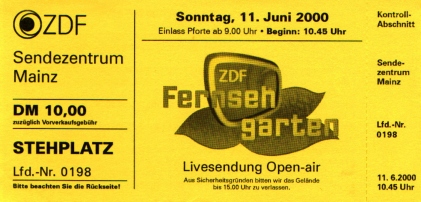 ZDF
Sendezentrum
Mainz
DM 10,00
zuzüglich Vorverkaufsgebühr
STEHPLATZ
Lfd.-Nr. 0198
Bitte beachten Sie die Rückseite!
Sonntag, 11. Juni 2000
Einlass Pforte ab 9.00 Uhr • Beginn: 10.45 Uhr
ZDF
Fernseh
garten
Livesendung Open-air
Aus Sicherheitsgründen bitten wir das Gelände
bis 15.00 Uhr zu verlassen.
Kontroll-
Abschnitt
Sende-
zentrum
Mainz
Lfd.-Nr.
0198
11.6.2000
10.45 Uhr